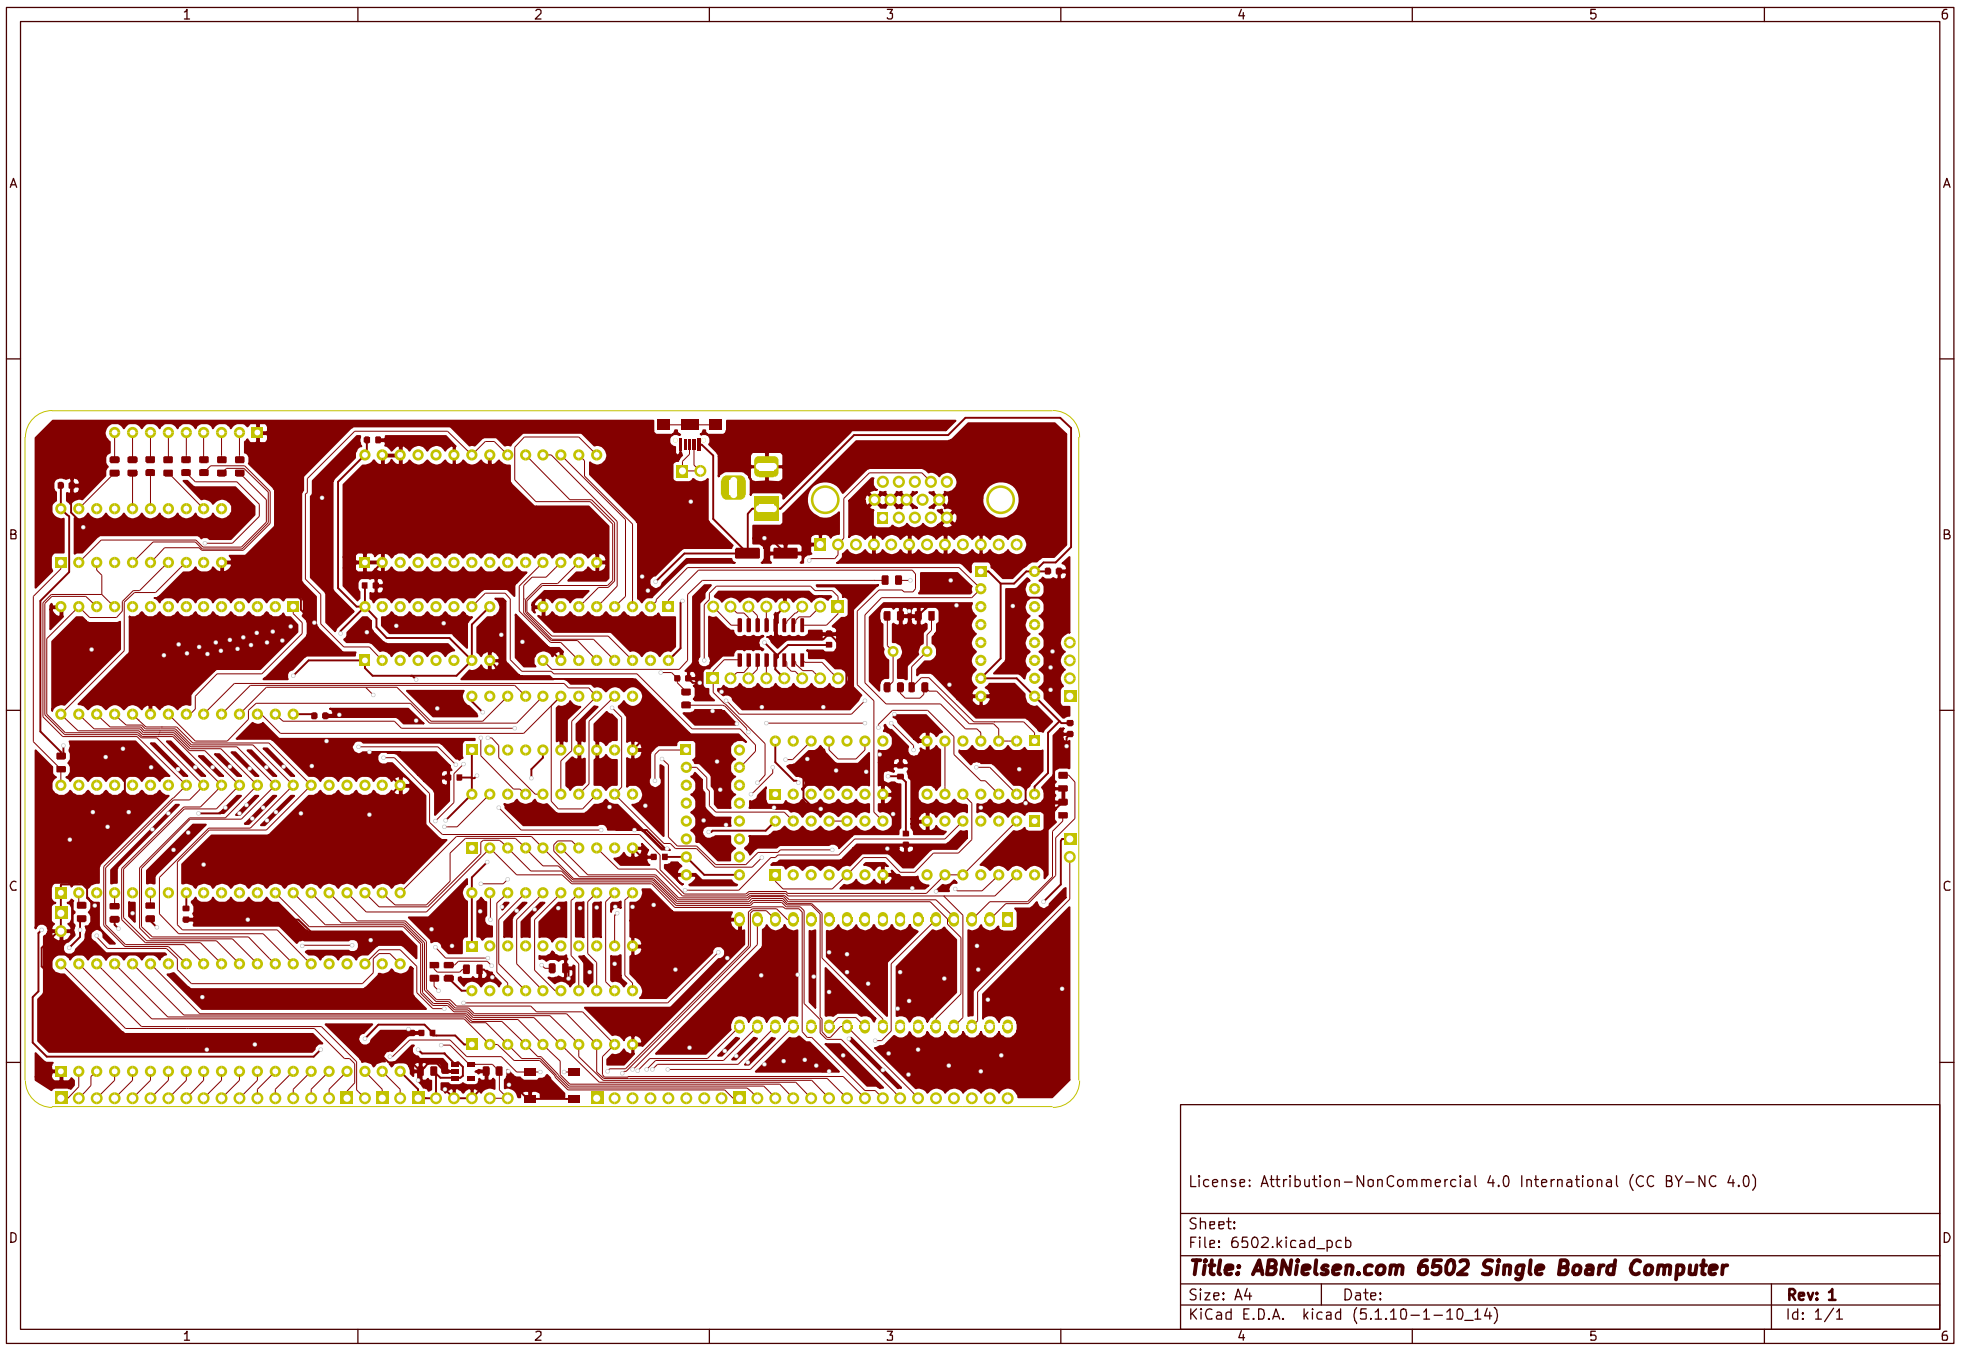 1 2 3 4 5 6
A A
B B
C C
D D
License: Attribution-NonCommercial 4.0 International (CC BY-NC 4.0)
Sheet:
File: 6502.kicad_pcb
Title: ABNielsen.com 6502 Single Board Computer
Size: A4 Date: Rev: 1
KiCad E.D.A. kicad (5.1.10-1-10_14) Id: 1/1
1 2 3 4 5 6